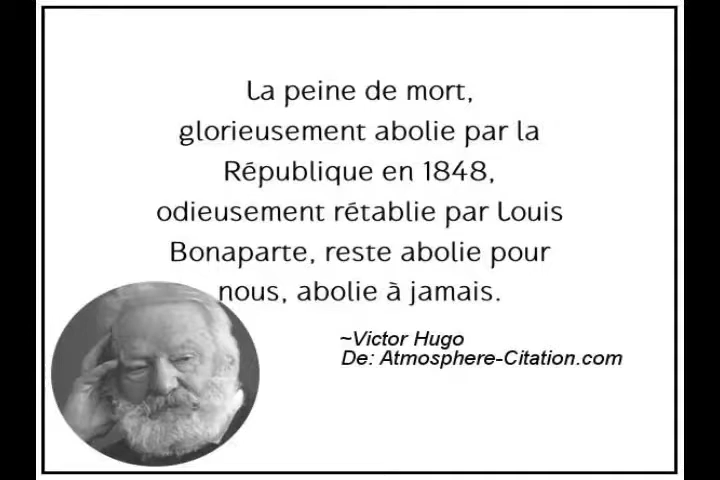 La peine de mort,
glorieusement abolie par la
République en 1848,
odieusement rétablie par Louis
Bonaparte, reste abolie pour
nous, abolie à jamais.
~Victor Hugo
De: Atmosphere-Citation.com